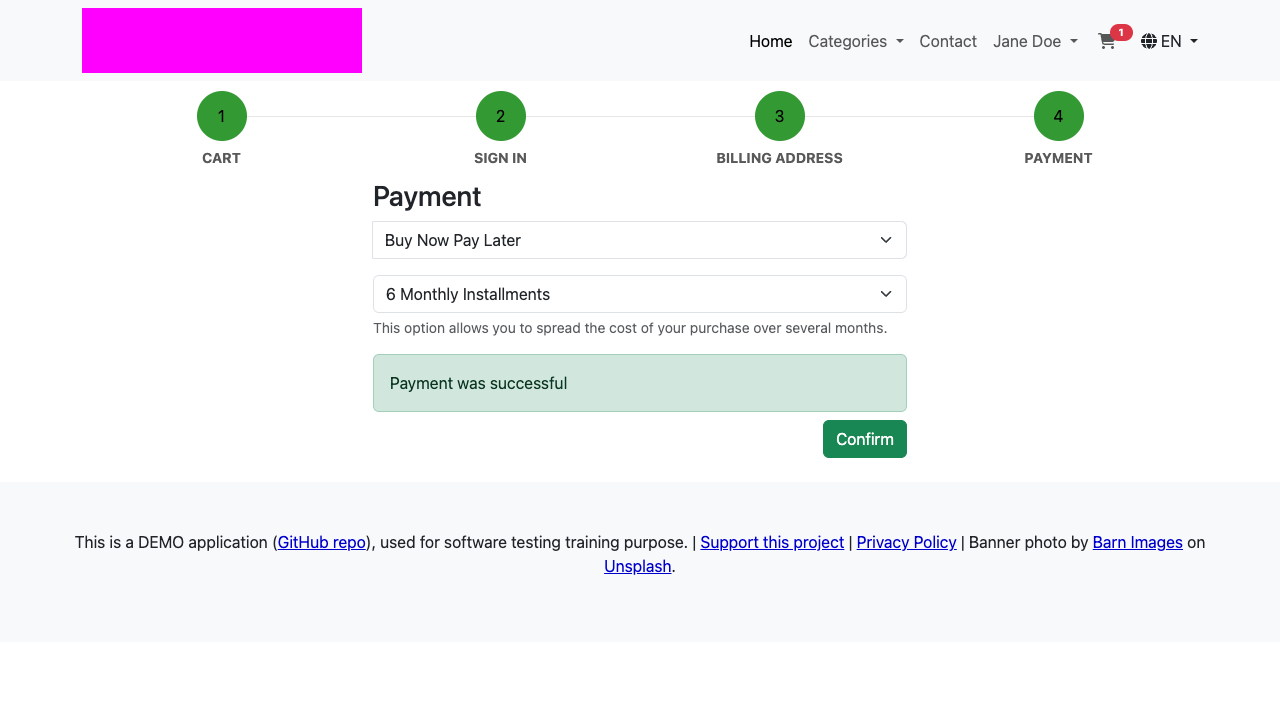 Home Categories Contact Jane Doe 1 EN
1 2 3 4
CART SIGN IN BILLING ADDRESS PAYMENT
Payment
Buy Now Pay Later
6 Monthly Installments
This option allows you to spread the cost of your purchase over several months.
Payment was successful
Confirm
This is a DEMO application (GitHub repo), used for software testing training purpose. | Support this project | Privacy Policy | Banner photo by Barn Images on
Unsplash.